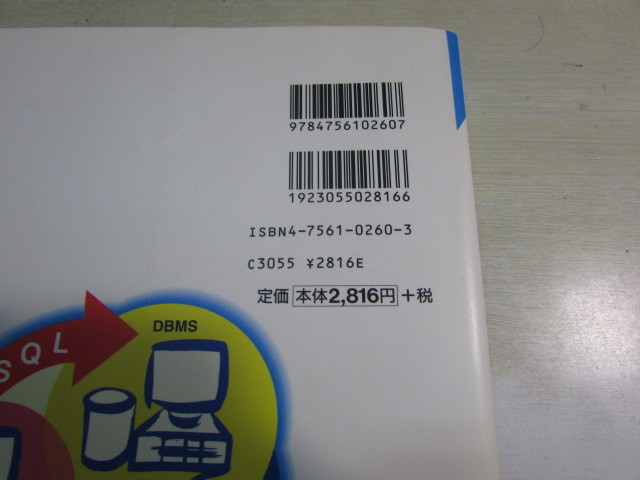 9784756102607
1923055028166
ISBN4-7561-0260-3
C3055 ¥2816E
定価 本体2,816円 +税
DBMS
SQL